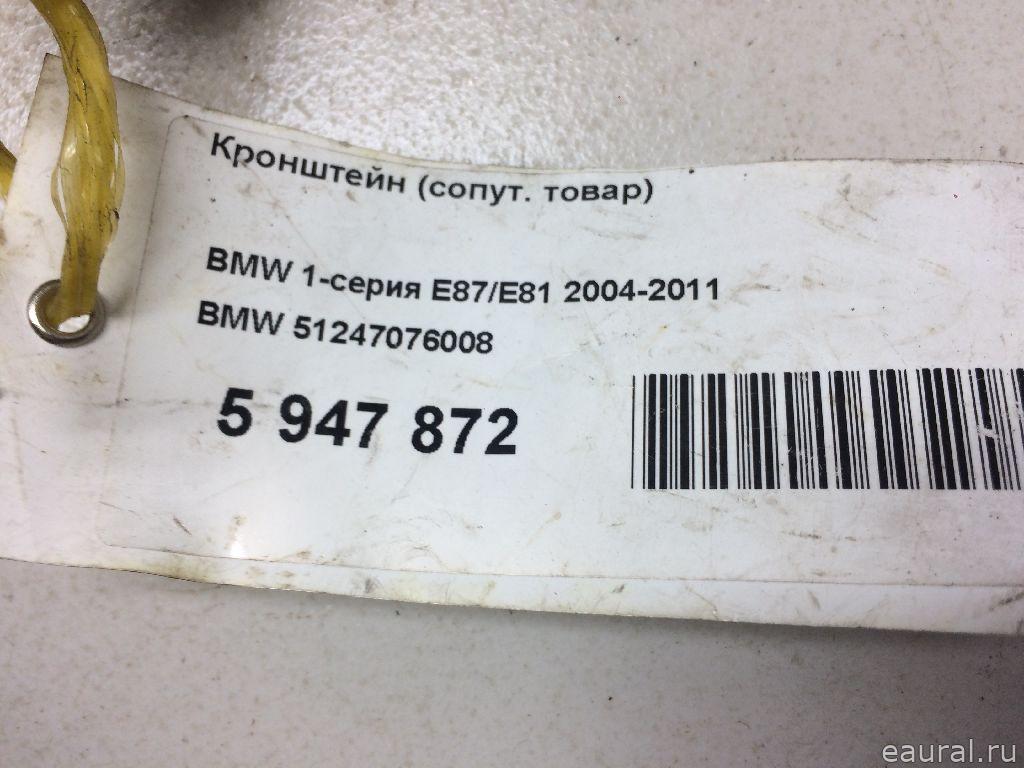 Кронштейн (сопут. товар)
BMW 1-серия E87/E81 2004-2011
BMW 51247076008
5 947 872
eaural.ru